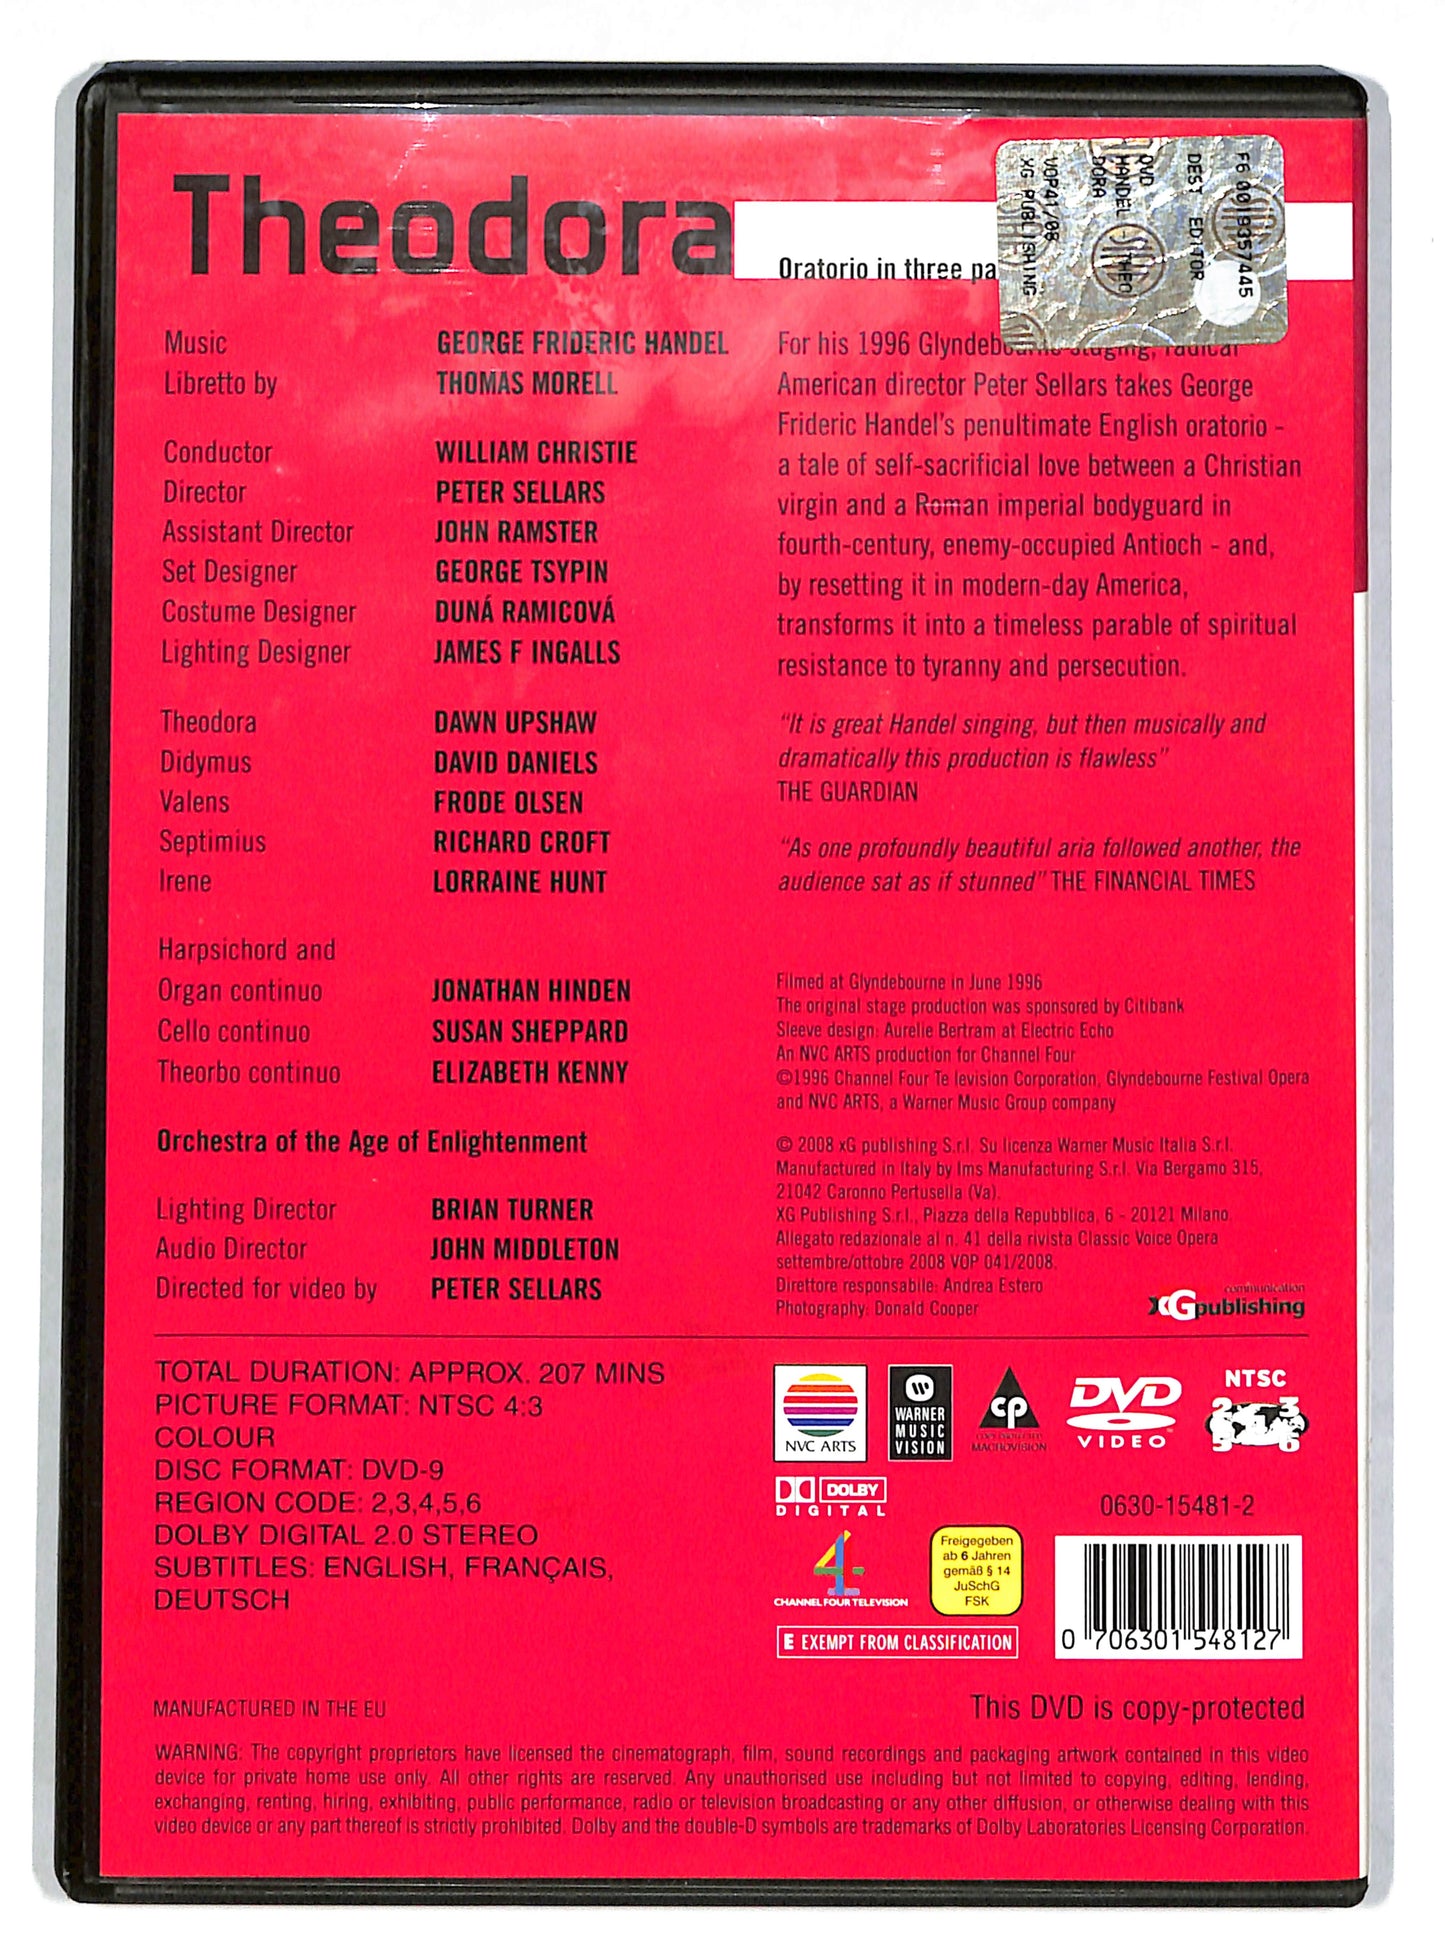 Theodora
Oratorio in three pa
F6 0019357445
DEST EDITOR
DVD
HANDEL - THEO
DORA
VOP41/08
XG PUBLISHING
Music GEORGE FRIDERIC HANDEL
Libretto by THOMAS MORELL
Conductor WILLIAM CHRISTIE
Director PETER SELLARS
Assistant Director JOHN RAMSTER
Set Designer GEORGE TSYPIN
Costume Designer DUNÁ RAMICOVÁ
Lighting Designer JAMES F INGALLS
Theodora DAWN UPSHAW
Didymus DAVID DANIELS
Valens FRODE OLSEN
Septimius RICHARD CROFT
Irene LORRAINE HUNT
Harpsichord and
Organ continuo JONATHAN HINDEN
Cello continuo SUSAN SHEPPARD
Theorbo continuo ELIZABETH KENNY
Orchestra of the Age of Enlightenment
Lighting Director BRIAN TURNER
Audio Director JOHN MIDDLETON
Directed for video by PETER SELLARS
For his 1996 Glyndebourne staging, radical
American director Peter Sellars takes George
Frideric Handel's penultimate English oratorio -
a tale of self-sacrificial love between a Christian
virgin and a Roman imperial bodyguard in
fourth-century, enemy-occupied Antioch - and,
by resetting it in modern-day America,
transforms it into a timeless parable of spiritual
resistance to tyranny and persecution.
"It is great Handel singing, but then musically and
dramatically this production is flawless"
THE GUARDIAN
"As one profoundly beautiful aria followed another, the
audience sat as if stunned" THE FINANCIAL TIMES
Filmed at Glyndebourne in June 1996
The original stage production was sponsored by Citibank
Sleeve design: Aurelie Bertram at Electric Echo
An NVC ARTS production for Channel Four
©1996 Channel Four Te levision Corporation, Glyndebourne Festival Opera
and NVC ARTS, a Warner Music Group company
© 2008 xG publishing S.r.l. Su licenza Warner Music Italia S.r.l.
Manufactured in Italy by Ims Manufacturing S.r.l. Via Bergamo 315,
21042 Caronno Pertusella (Va).
XG Publishing S.r.l., Piazza della Repubblica, 6 - 20121 Milano
Allegato redazionale al n. 41 della rivista Classic Voice Opera
settembre/ottobre 2008 VOP 041/2008.
Direttore responsabile: Andrea Estero
Photography: Donald Cooper
communication
XG publishing
TOTAL DURATION: APPROX. 207 MINS
PICTURE FORMAT: NTSC 4:3
COLOUR
DISC FORMAT: DVD-9
REGION CODE: 2,3,4,5,6
DOLBY DIGITAL 2.0 STEREO
SUBTITLES: ENGLISH, FRANÇAIS,
DEUTSCH
NVC ARTS
WARNER
MUSIC
VISION
cp
MACROVISION
DVD
VIDEO
NTSC
2 3
4
5 6
DOLBY
DIGITAL
0630-15481-2
4
CHANNEL FOUR TELEVISION
Freigegeben
ab 6 Jahren
gemäß § 14
JuSchG
FSK
E EXEMPT FROM CLASSIFICATION
0 706301 548127
MANUFACTURED IN THE EU
This DVD is copy-protected
WARNING: The copyright proprietors have licensed the cinematograph, film, sound recordings and packaging artwork contained in this video
device for private home use only. All other rights are reserved. Any unauthorised use including but not limited to copying, editing, lending,
exchanging, renting, hiring, exhibiting, public performance, radio or television broadcasting or any other diffusion, or otherwise dealing with this
video device or any part thereof is strictly prohibited. Dolby and the double-D symbols are trademarks of Dolby Laboratories Licensing Corporation.